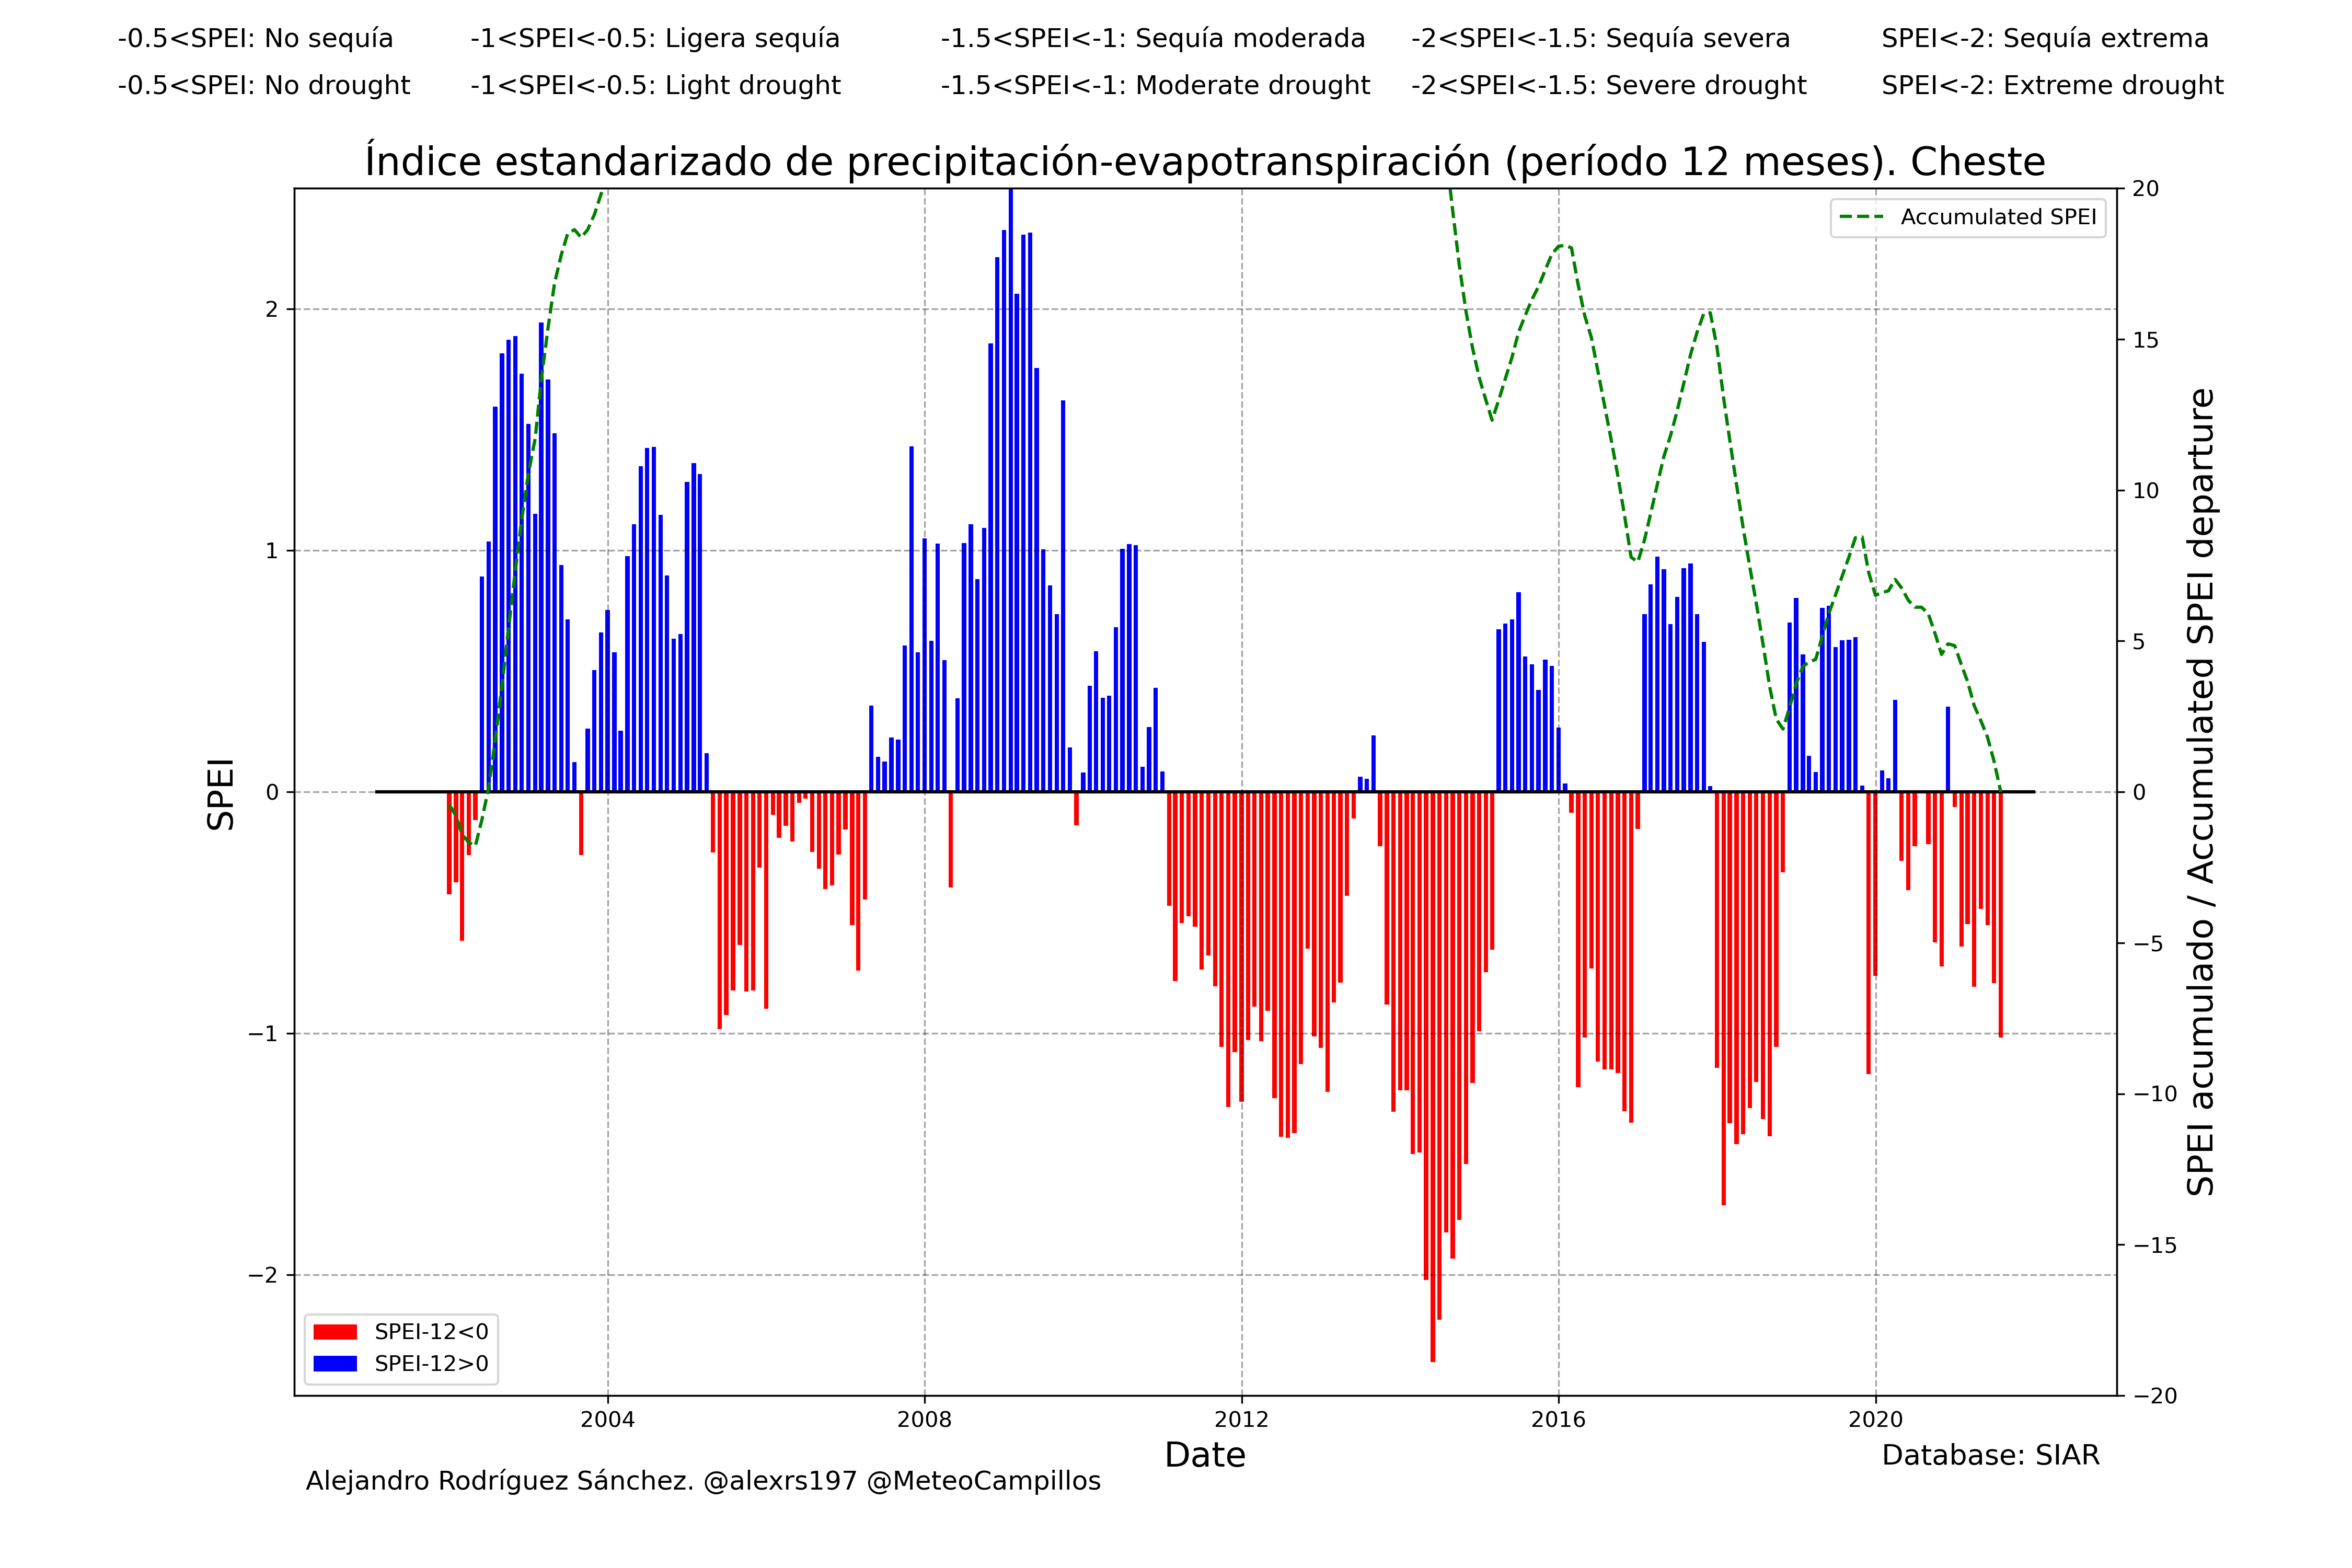 -0.5<SPEI: No sequía -1<SPEI<-0.5: Ligera sequía -1.5<SPEI<-1: Sequía moderada -2<SPEI<-1.5: Sequía severa SPEI<-2: Sequía extrema
-0.5<SPEI: No drought -1<SPEI<-0.5: Light drought -1.5<SPEI<-1: Moderate drought -2<SPEI<-1.5: Severe drought SPEI<-2: Extreme drought
Índice estandarizado de precipitación-evapotranspiración (período 12 meses). Cheste
Accumulated SPEI
SPEI
2
1
0
−1
−2
20
15
10
5
0
−5
−10
−15
−20
SPEI acumulado / Accumulated SPEI departure
SPEI-12<0
SPEI-12>0
2004 2008 2012 2016 2020
Date
Database: SIAR
Alejandro Rodríguez Sánchez. @alexrs197 @MeteoCampillos